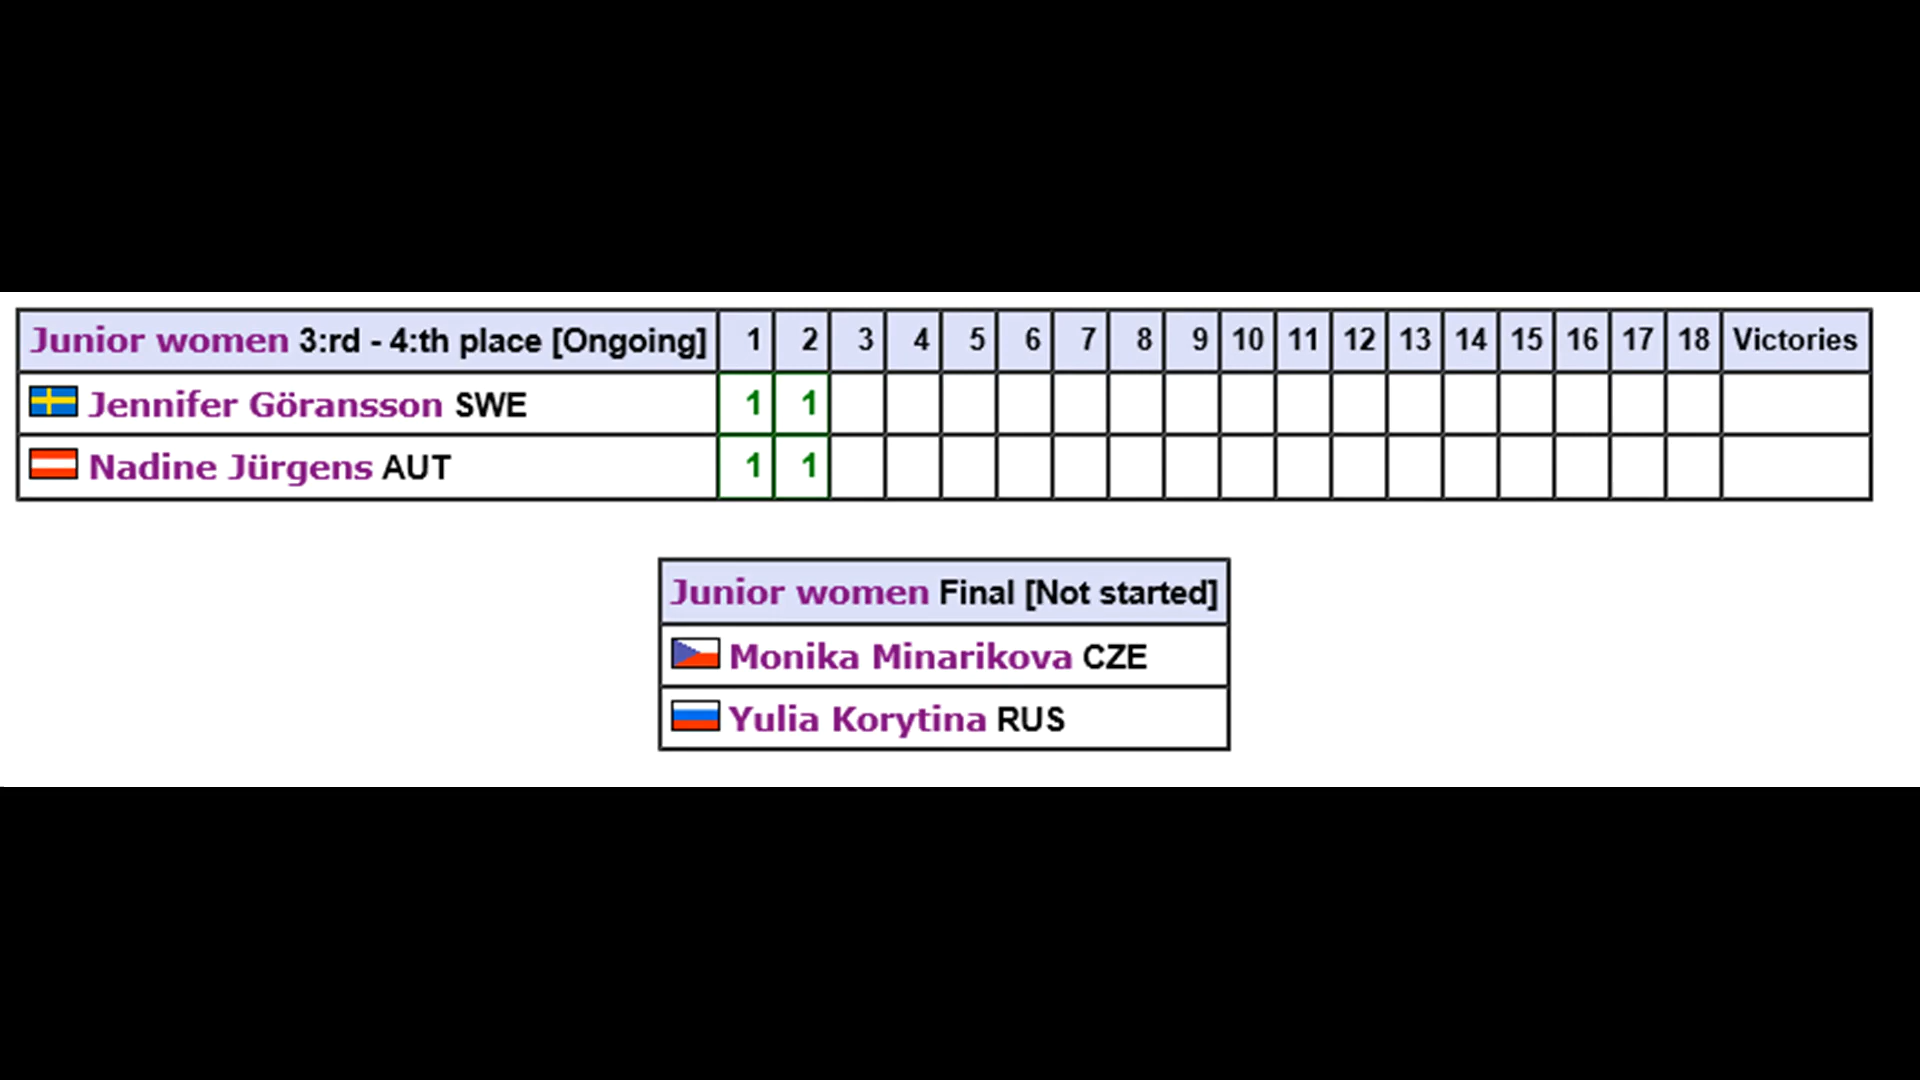 Junior women 3:rd - 4:th place [Ongoing] 1 2 3 4 5 6 7 8 9 10 11 12 13 14 15 16 17 18 Victories
Jennifer Göransson SWE 1 1
Nadine Jürgens AUT 1 1
Junior women Final [Not started]
Monika Minarikova CZE
Yulia Korytina RUS